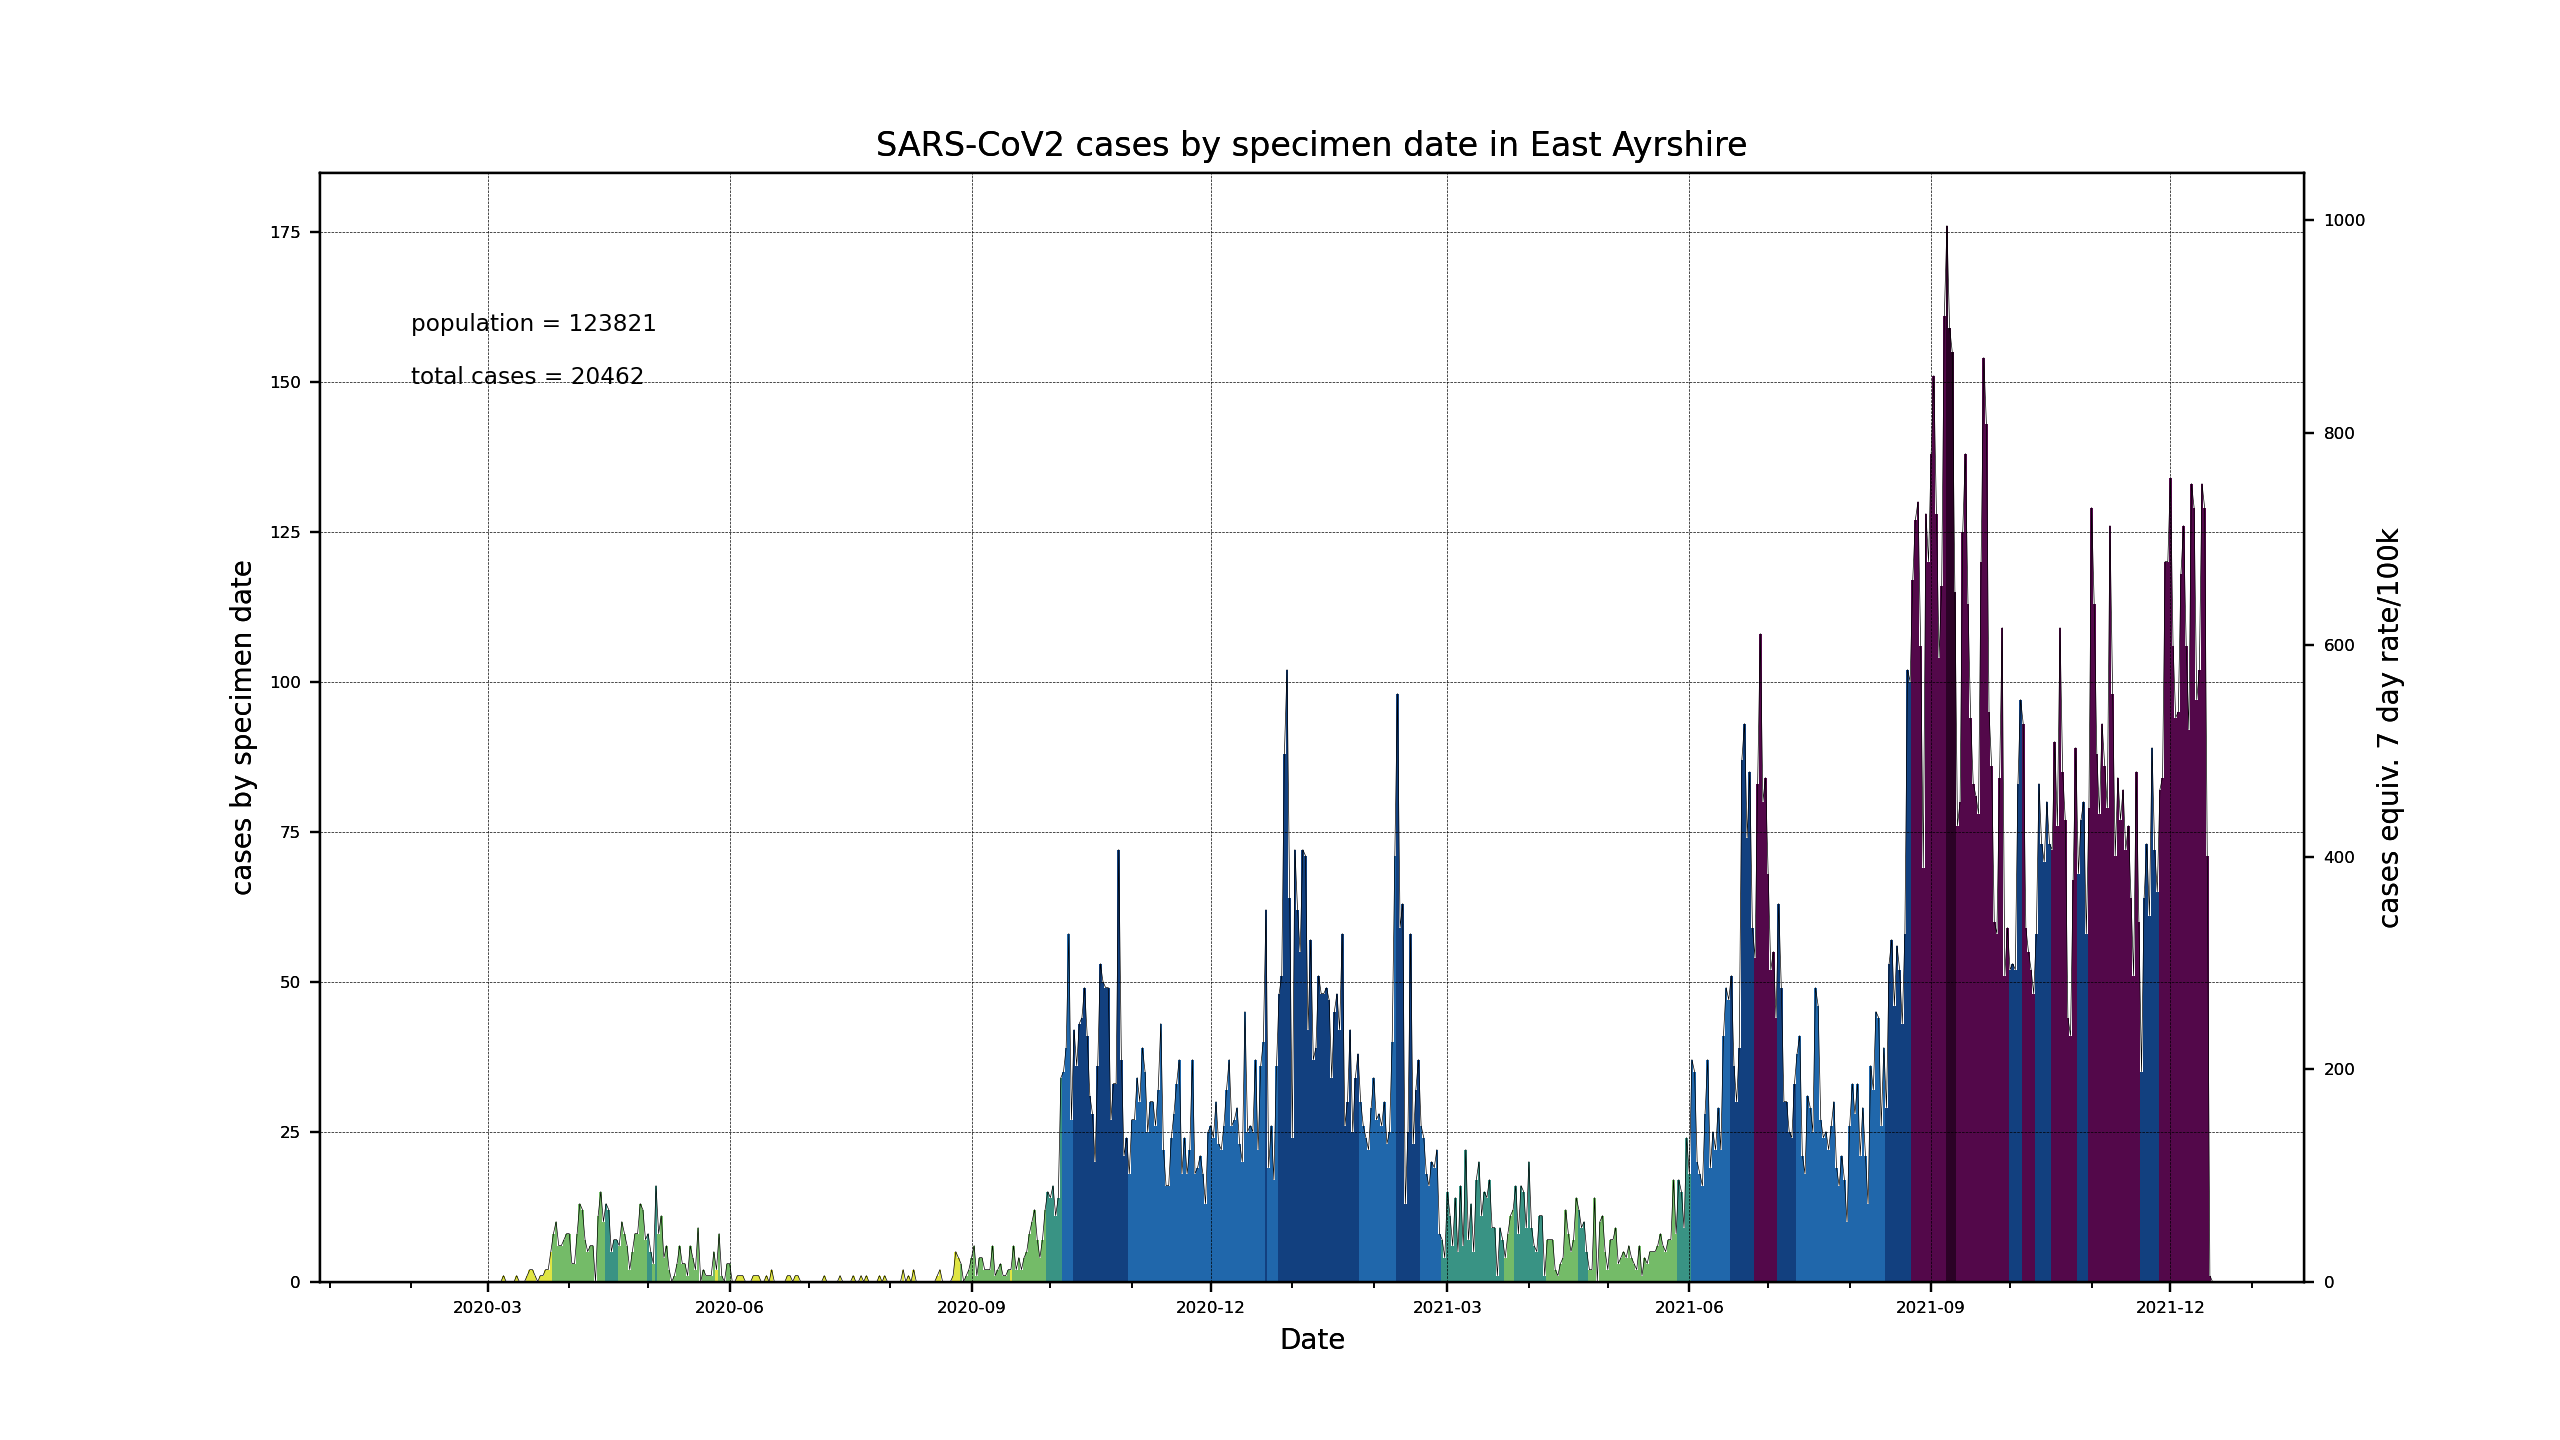 SARS-CoV2 cases by specimen date in East Ayrshire
population = 123821
total cases = 20462
cases by specimen date
175
150
125
100
75
50
25
0
1000
800
600
400
200
0
cases equiv. 7 day rate/100k
2020-03 2020-06 2020-09 2020-12 2021-03 2021-06 2021-09 2021-12
Date